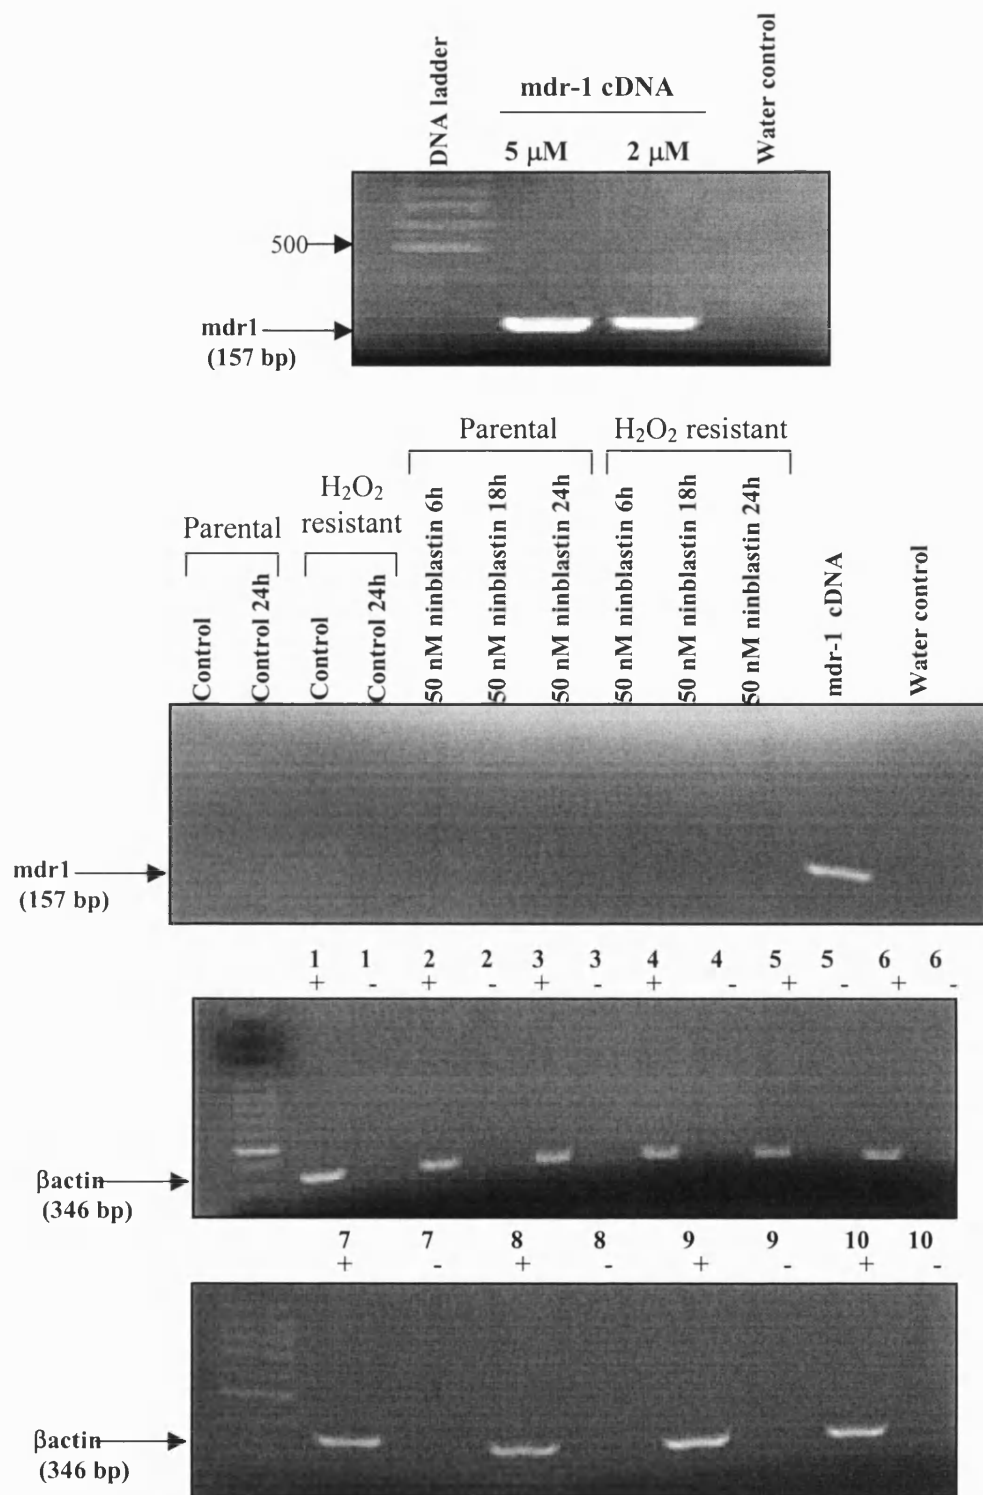 DNA ladder
mdr-1 cDNA
5 μM 2 μM
Water control
500
mdr1
(157 bp)
Parental H₂O₂ resistant
H₂O₂
Parental resistant
Control
Control 24h
Control
Control 24h
50 nM ninblastin 6h
50 nM ninblastin 18h
50 nM ninblastin 24h
50 nM ninblastin 6h
50 nM ninblastin 18h
50 nM ninblastin 24h
mdr-1 cDNA
Water control
mdr1
(157 bp)
1 1 2 2 3 3 4 4 5 5 6 6
+ - + - + - + - + - + -
βactin
(346 bp)
7 7 8 8 9 9 10 10
+ - + - + - + -
βactin
(346 bp)